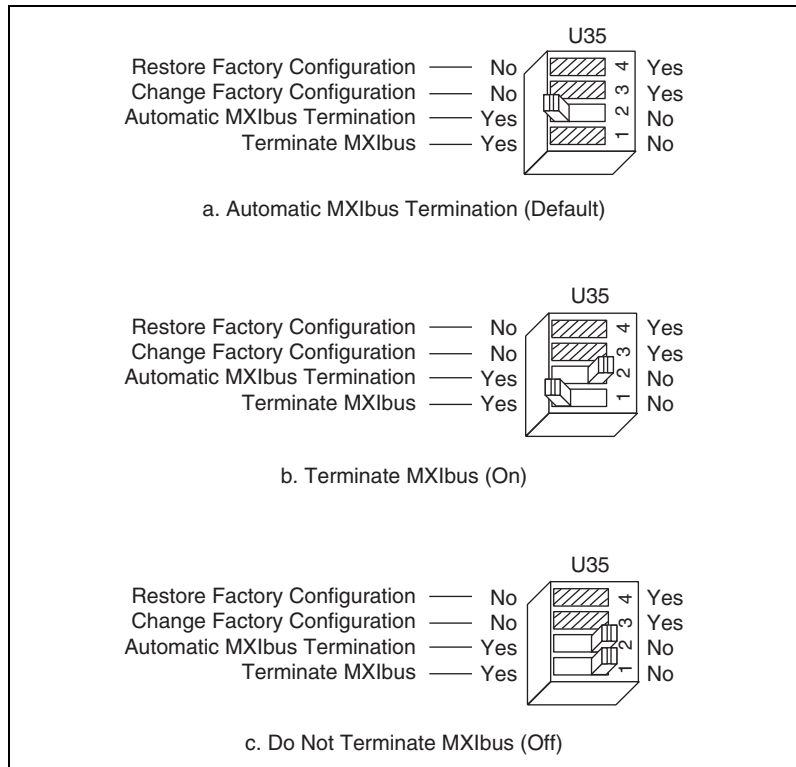 U35
Restore Factory Configuration No 4 Yes
Change Factory Configuration No 3 Yes
Automatic MXIbus Termination Yes 2 No
Terminate MXIbus Yes 1 No
a. Automatic MXIbus Termination (Default)
U35
Restore Factory Configuration No 4 Yes
Change Factory Configuration No 3 Yes
Automatic MXIbus Termination Yes 2 No
Terminate MXIbus Yes 1 No
b. Terminate MXIbus (On)
U35
Restore Factory Configuration No 4 Yes
Change Factory Configuration No 3 Yes
Automatic MXIbus Termination Yes 2 No
Terminate MXIbus Yes 1 No
c. Do Not Terminate MXIbus (Off)